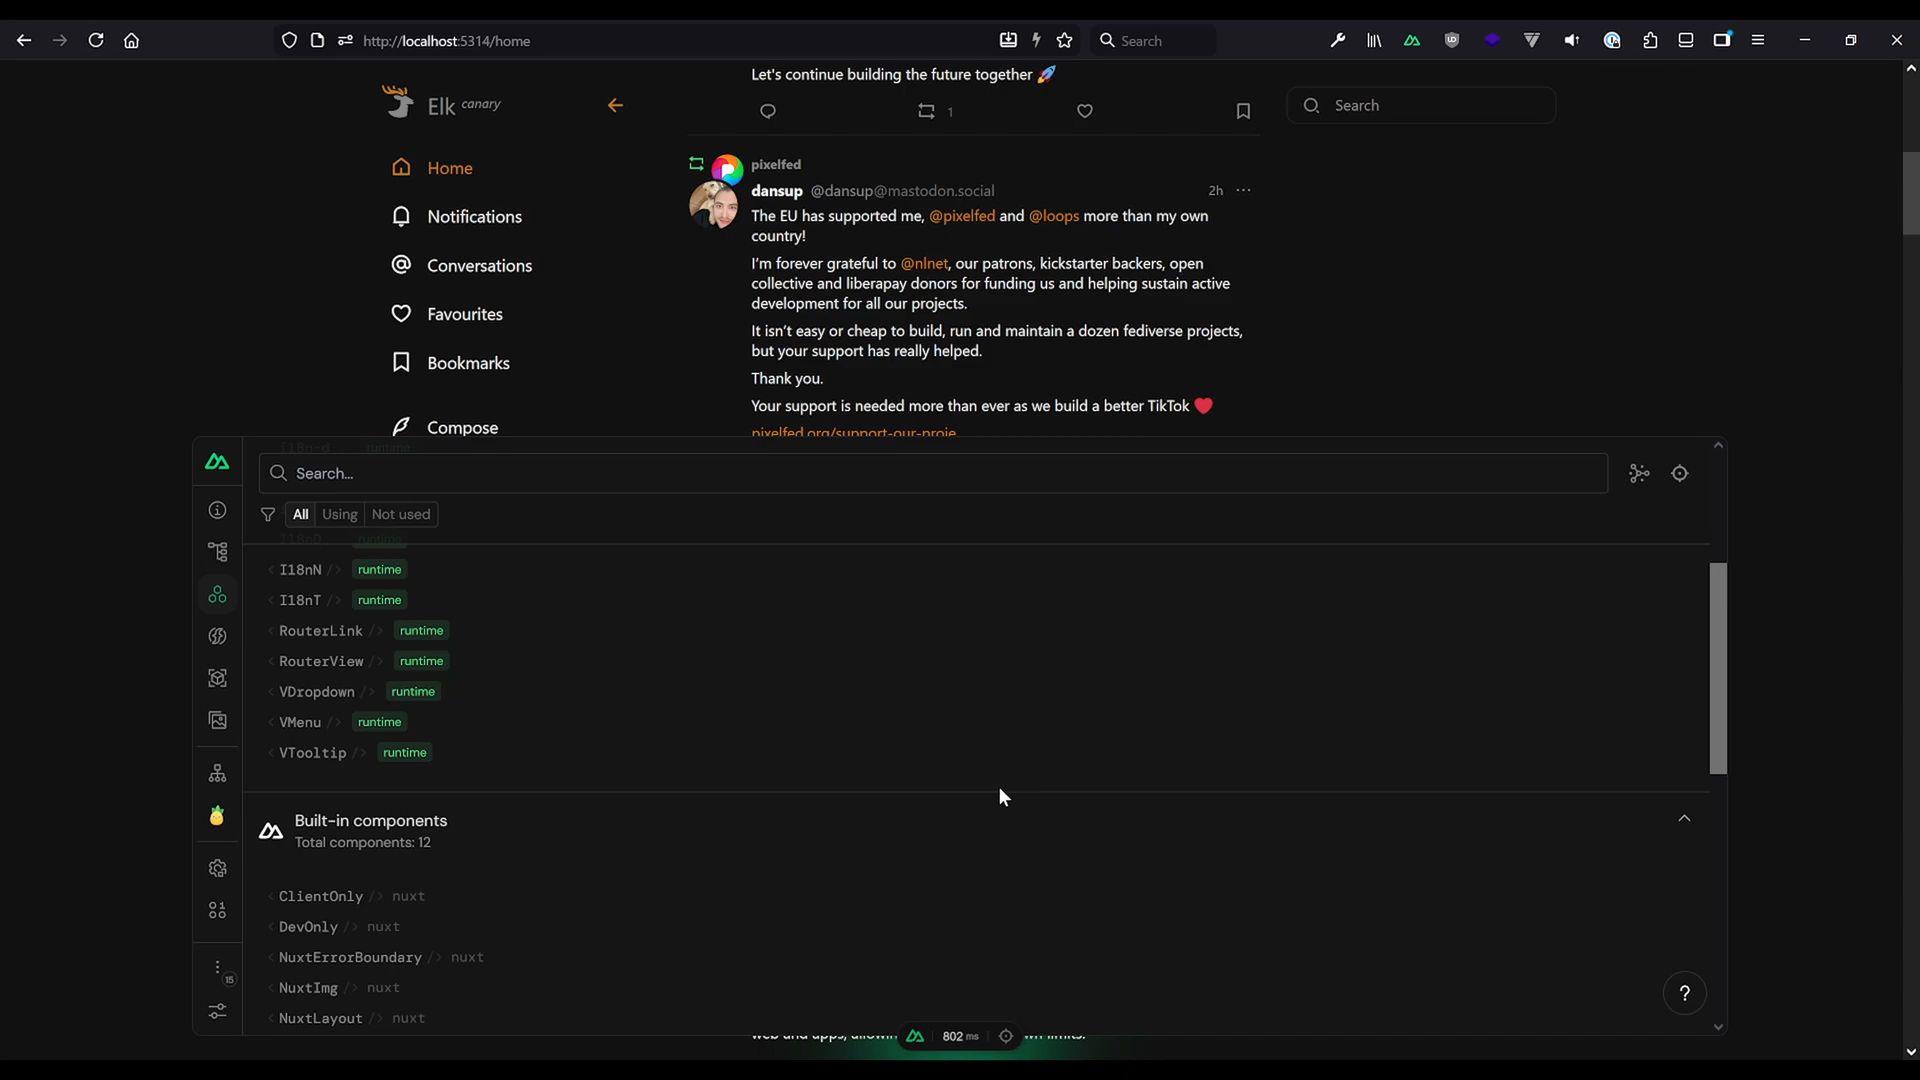 http://localhost:5314/home
Search
Let's continue building the future together 🚀
Elk canary
1
Search
Home
Notifications
Conversations
Favourites
Bookmarks
Compose
pixelfed
dansup @dansup@mastodon.social
2h ···
The EU has supported me, @pixelfed and @loops more than my own
country!
I'm forever grateful to @nlnet, our patrons, kickstarter backers, open
collective and liberapay donors for funding us and helping sustain active
development for all our projects.
It isn't easy or cheap to build, run and maintain a dozen fediverse projects,
but your support has really helped.
Thank you.
Your support is needed more than ever as we build a better TikTok ❤️
pixelfed.org/support-our-proje
Search...
All Using Not used
< I18nN /> runtime
< I18nT /> runtime
< RouterLink /> runtime
< RouterView /> runtime
< VDropdown /> runtime
< VMenu /> runtime
< VTooltip /> runtime
Built-in components
Total components: 12
< ClientOnly /> nuxt
< DevOnly /> nuxt
< NuxtErrorBoundary /> nuxt
< NuxtImg /> nuxt
< NuxtLayout /> nuxt
15
?
802 ms